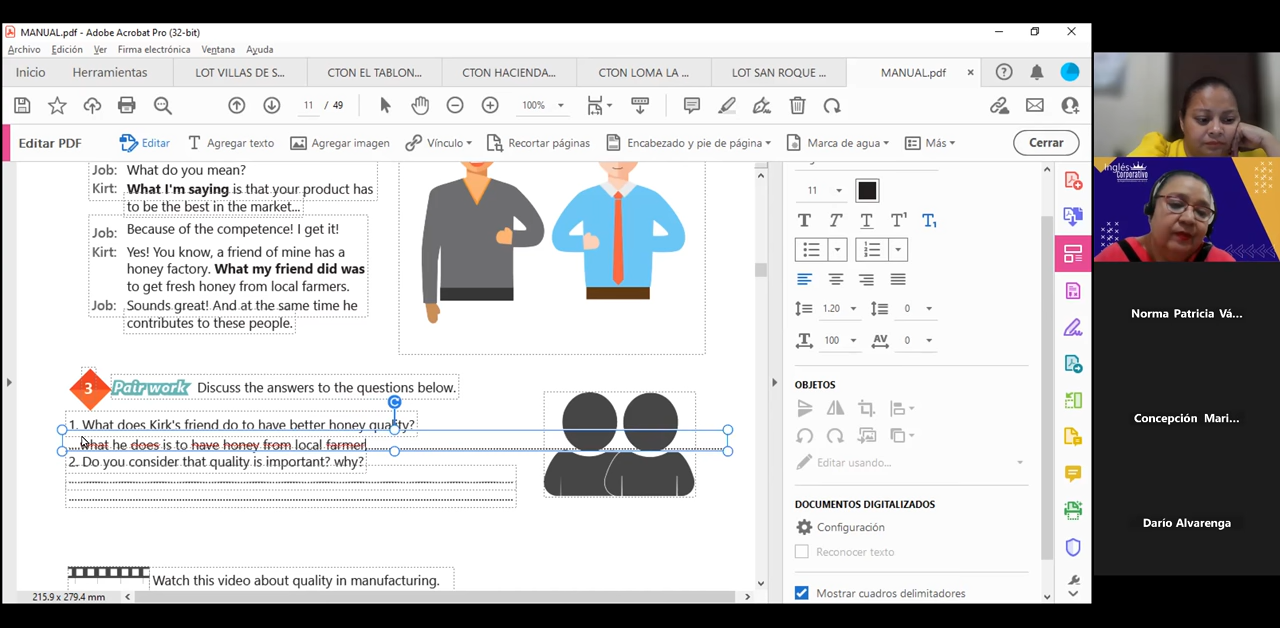 MANUAL.pdf - Adobe Acrobat Pro (32-bit)
Archivo Edición Ver Firma electrónica Ventana Ayuda
Inicio Herramientas LOT VILLAS DE S... CTON EL TABLON... CTON HACIENDA... CTON LOMA LA ... LOT SAN ROQUE ... MANUAL.pdf ×
11 / 49 100%
Editar PDF Editar Agregar texto Agregar imagen Vínculo Recortar páginas Encabezado y pie de página Marca de agua Más Cerrar
Job: What do you mean?
Kirt: What I'm saying is that your product has
to be the best in the market...
Job: Because of the competence! I get it!
Kirt: Yes! You know, a friend of mine has a
honey factory. What my friend did was
to get fresh honey from local farmers.
Job: Sounds great! And at the same time he
contributes to these people.
3 Pair work Discuss the answers to the questions below.
1. What does Kirk's friend do to have better honey quality?
what he does is to have honey from local farmer
2. Do you consider that quality is important? why?
Watch this video about quality in manufacturing.
215.9 x 279.4 mm
11
1.20 0
100 AV 0
OBJETOS
Editar usando...
DOCUMENTOS DIGITALIZADOS
Configuración
Reconocer texto
Mostrar cuadros delimitadores
Inglés
Corporativo
Norma Patricia Vá...
Concepción Mari...
Darío Alvarenga